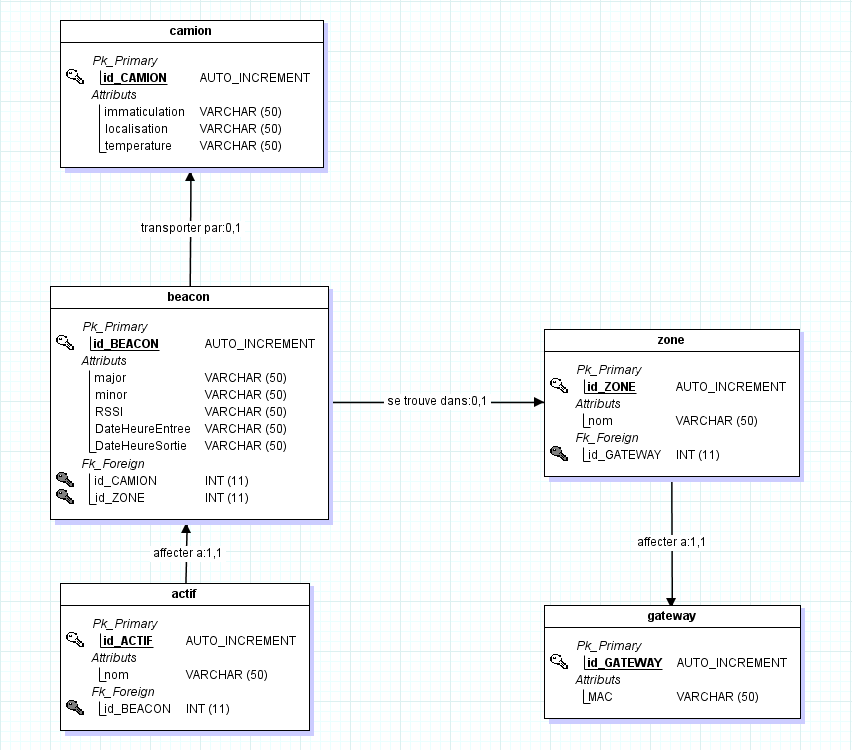 camion
Pk_Primary
id_CAMION AUTO_INCREMENT
Attributs
immaticulation VARCHAR (50)
localisation VARCHAR (50)
temperature VARCHAR (50)
transporter par:0,1
beacon
Pk_Primary
id_BEACON AUTO_INCREMENT
Attributs
major VARCHAR (50)
minor VARCHAR (50)
RSSI VARCHAR (50)
DateHeureEntree VARCHAR (50)
DateHeureSortie VARCHAR (50)
Fk_Foreign
id_CAMION INT (11)
id_ZONE INT (11)
se trouve dans:0,1
zone
Pk_Primary
id_ZONE AUTO_INCREMENT
Attributs
nom VARCHAR (50)
Fk_Foreign
id_GATEWAY INT (11)
affecter a:1,1
affecter a:1,1
actif
Pk_Primary
id_ACTIF AUTO_INCREMENT
Attributs
nom VARCHAR (50)
Fk_Foreign
id_BEACON INT (11)
gateway
Pk_Primary
id_GATEWAY AUTO_INCREMENT
Attributs
MAC VARCHAR (50)